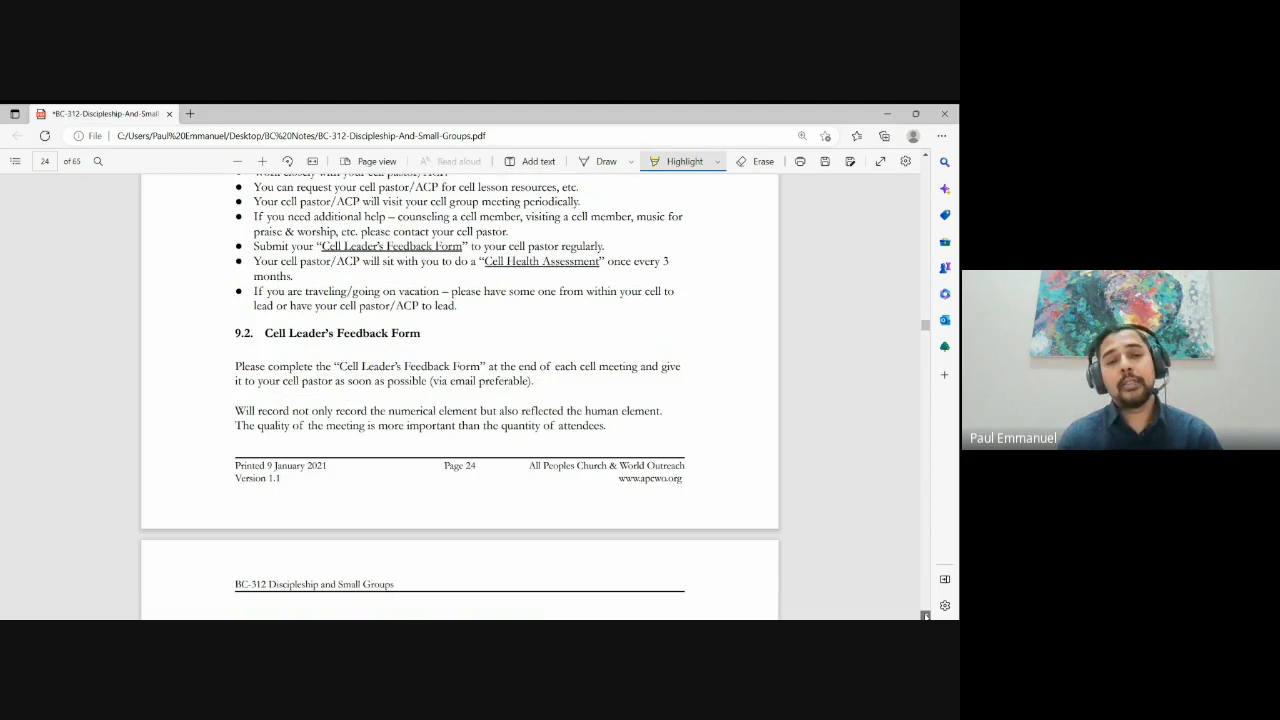 *BC-312-Discipleship-And-Small
File
C:/Users/Paul%20Emmanuel/Desktop/BC%20Notes/BC-312-Discipleship-And-Small-Groups.pdf
24 of 65
Page view
Read aloud
Add text
Draw
Highlight
Erase
● You can request your cell pastor/ACP for cell lesson resources, etc.
● Your cell pastor/ACP will visit your cell group meeting periodically.
● If you need additional help – counseling a cell member, visiting a cell member, music for
praise & worship, etc. please contact your cell pastor.
● Submit your “Cell Leader’s Feedback Form” to your cell pastor regularly.
● Your cell pastor/ACP will sit with you to do a “Cell Health Assessment” once every 3
months.
● If you are traveling/going on vacation – please have some one from within your cell to
lead or have your cell pastor/ACP to lead.
9.2. Cell Leader’s Feedback Form
Please complete the “Cell Leader’s Feedback Form” at the end of each cell meeting and give
it to your cell pastor as soon as possible (via email preferable).
Will record not only record the numerical element but also reflected the human element.
The quality of the meeting is more important than the quantity of attendees.
Printed 9 January 2021 Page 24 All Peoples Church & World Outreach
Version 1.1 www.apcwo.org
BC-312 Discipleship and Small Groups
Paul Emmanuel